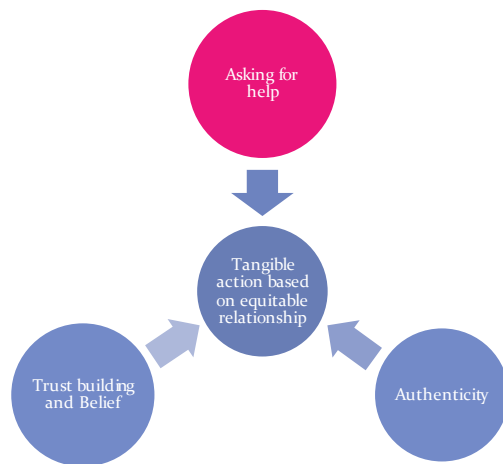 Asking for
help
Tangible
action based
on equitable
relationship
Trust building
and Belief
Authenticity